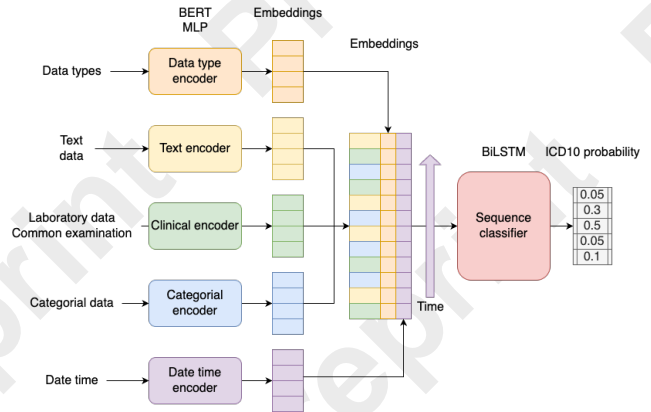 BERT
MLP
Embeddings
Embeddings
Data types
Data type
encoder
Text
data
Text encoder
BiLSTM
ICD10 probability
Laboratory data
Common examination
Clinical encoder
Sequence
classifier
0.05
0.3
0.5
0.05
0.1
Categorial data
Categorial
encoder
Time
Date time
Date time
encoder
print
Preprint